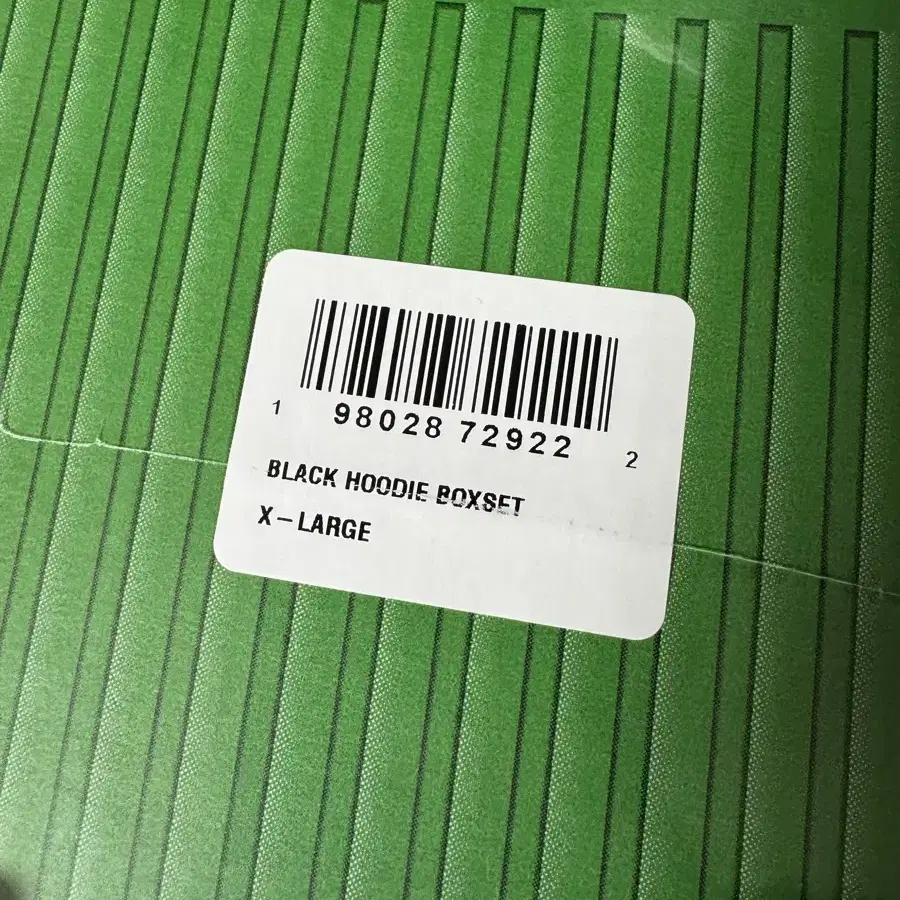 1 98028 72922 2
BLACK HOODIE BOXSET
X-LARGE